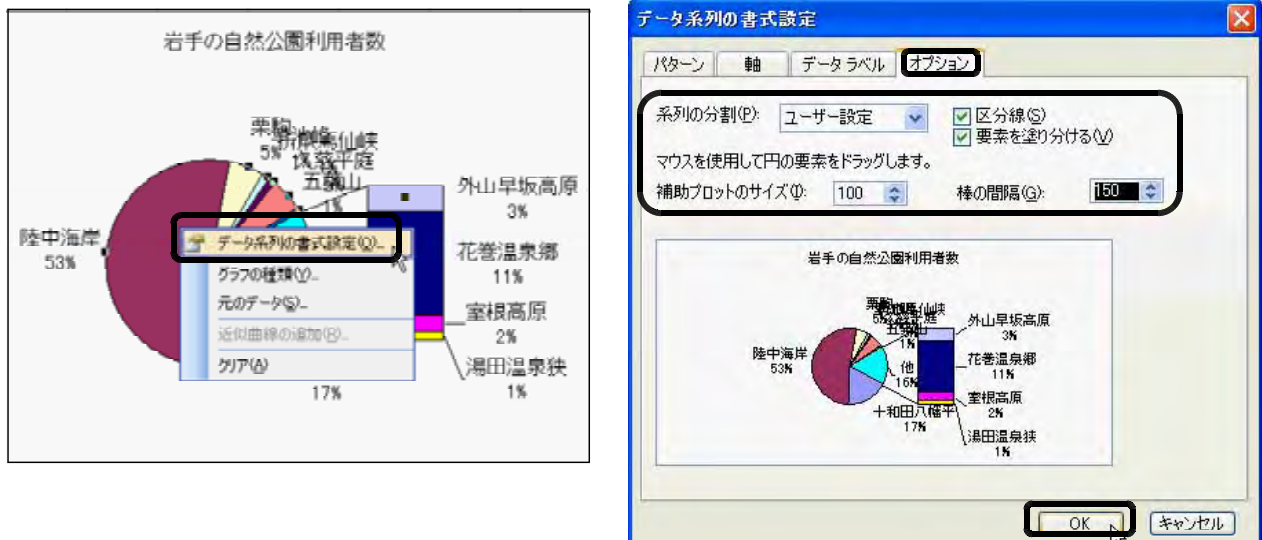 岩手の自然公園利用者数
栗駒
5%
五葉山
1%
外山早坂高原
3%
陸中海岸
53%
花巻温泉郷
11%
室根高原
2%
湯田温泉狭
1%
17%
データ系列の書式設定(O)...
グラフの種類(Y)...
元のデータ(S)...
近似曲線の追加(R)...
クリア(A)
データ系列の書式設定
パターン 軸 データ ラベル オプション
系列の分割(P): ユーザー設定 区分線(S)
要素を塗り分ける(V)
マウスを使用して円の要素をドラッグします。
補助プロットのサイズ(I): 100 棒の間隔(G): 150
岩手の自然公園利用者数
栗駒
1%
外山早坂高原
3%
陸中海岸
53%
他
16%
花巻温泉郷
11%
室根高原
2%
十和田八幡平
17%
湯田温泉狭
1%
OK キャンセル